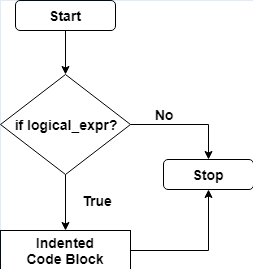 Start
if logical_expr?
No
Stop
True
Indented
Code Block